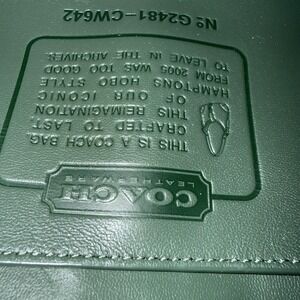 COACH
LEATHERWARE
THIS IS A COACH BAG.
CRAFTED TO LAST.
THIS REIMAGINATION
OF OUR ICONIC
HAMPTONS HOBO STYLE
FROM 2005 WAS TOO GOOD
TO LEAVE IN THE ARCHIVES.
Nº G2481-CW642